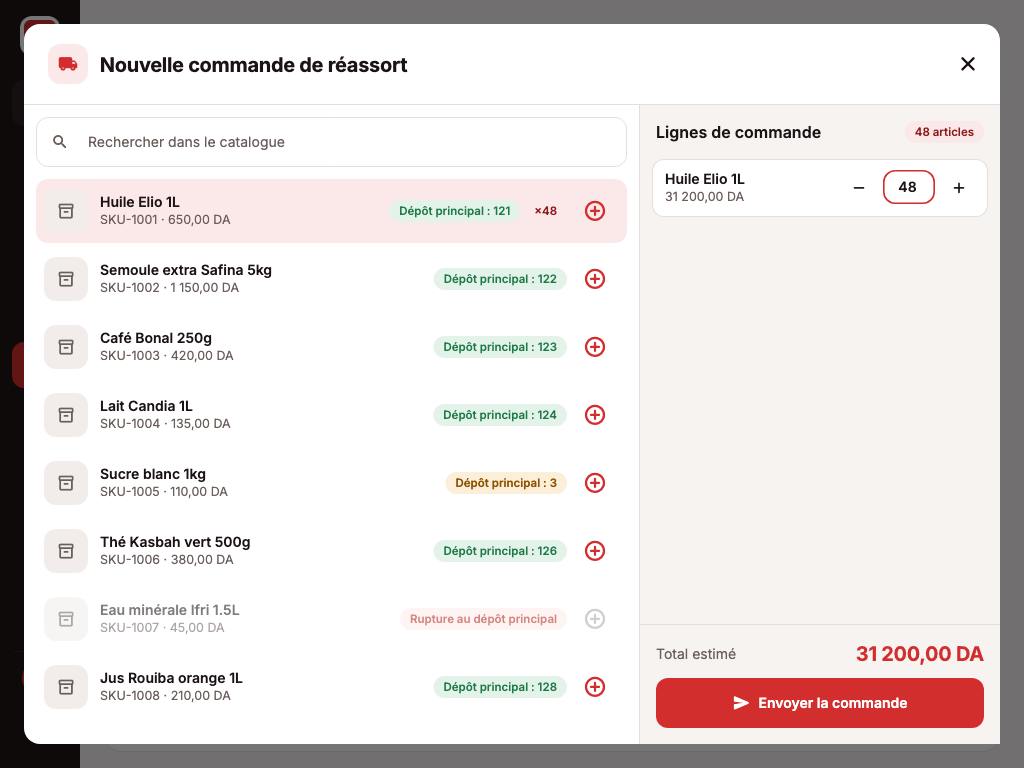 Nouvelle commande de réassort
Rechercher dans le catalogue
Huile Elio 1L
SKU-1001 · 650,00 DA
Dépôt principal : 121
×48
Semoule extra Safina 5kg
SKU-1002 · 1 150,00 DA
Dépôt principal : 122
Café Bonal 250g
SKU-1003 · 420,00 DA
Dépôt principal : 123
Lait Candia 1L
SKU-1004 · 135,00 DA
Dépôt principal : 124
Sucre blanc 1kg
SKU-1005 · 110,00 DA
Dépôt principal : 3
Thé Kasbah vert 500g
SKU-1006 · 380,00 DA
Dépôt principal : 126
Eau minérale Ifri 1.5L
SKU-1007 · 45,00 DA
Rupture au dépôt principal
Jus Rouiba orange 1L
SKU-1008 · 210,00 DA
Dépôt principal : 128
Lignes de commande
48 articles
Huile Elio 1L
31 200,00 DA
48
Total estimé
31 200,00 DA
Envoyer la commande